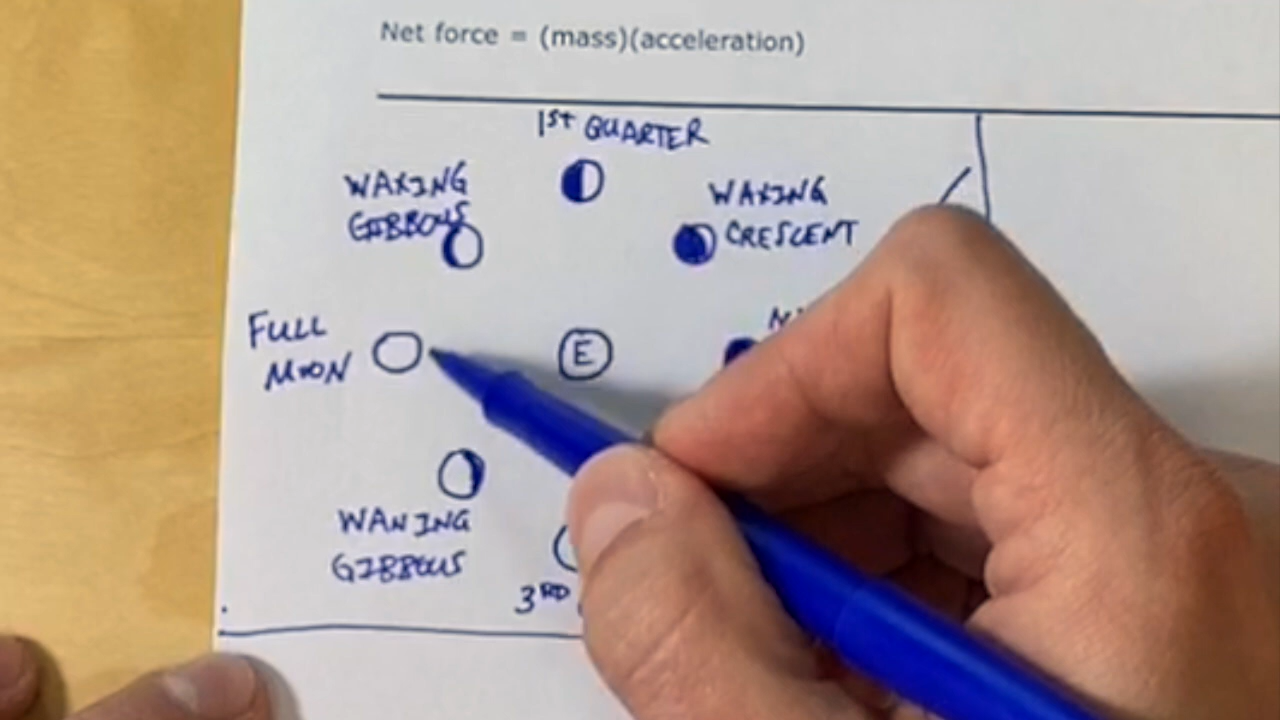 Net force = (mass)(acceleration)
1ST QUARTER
WAXING
GIBBOUS
WAXING
CRESCENT
FULL
MOON
E
WANING
GIBBOUS
3RD